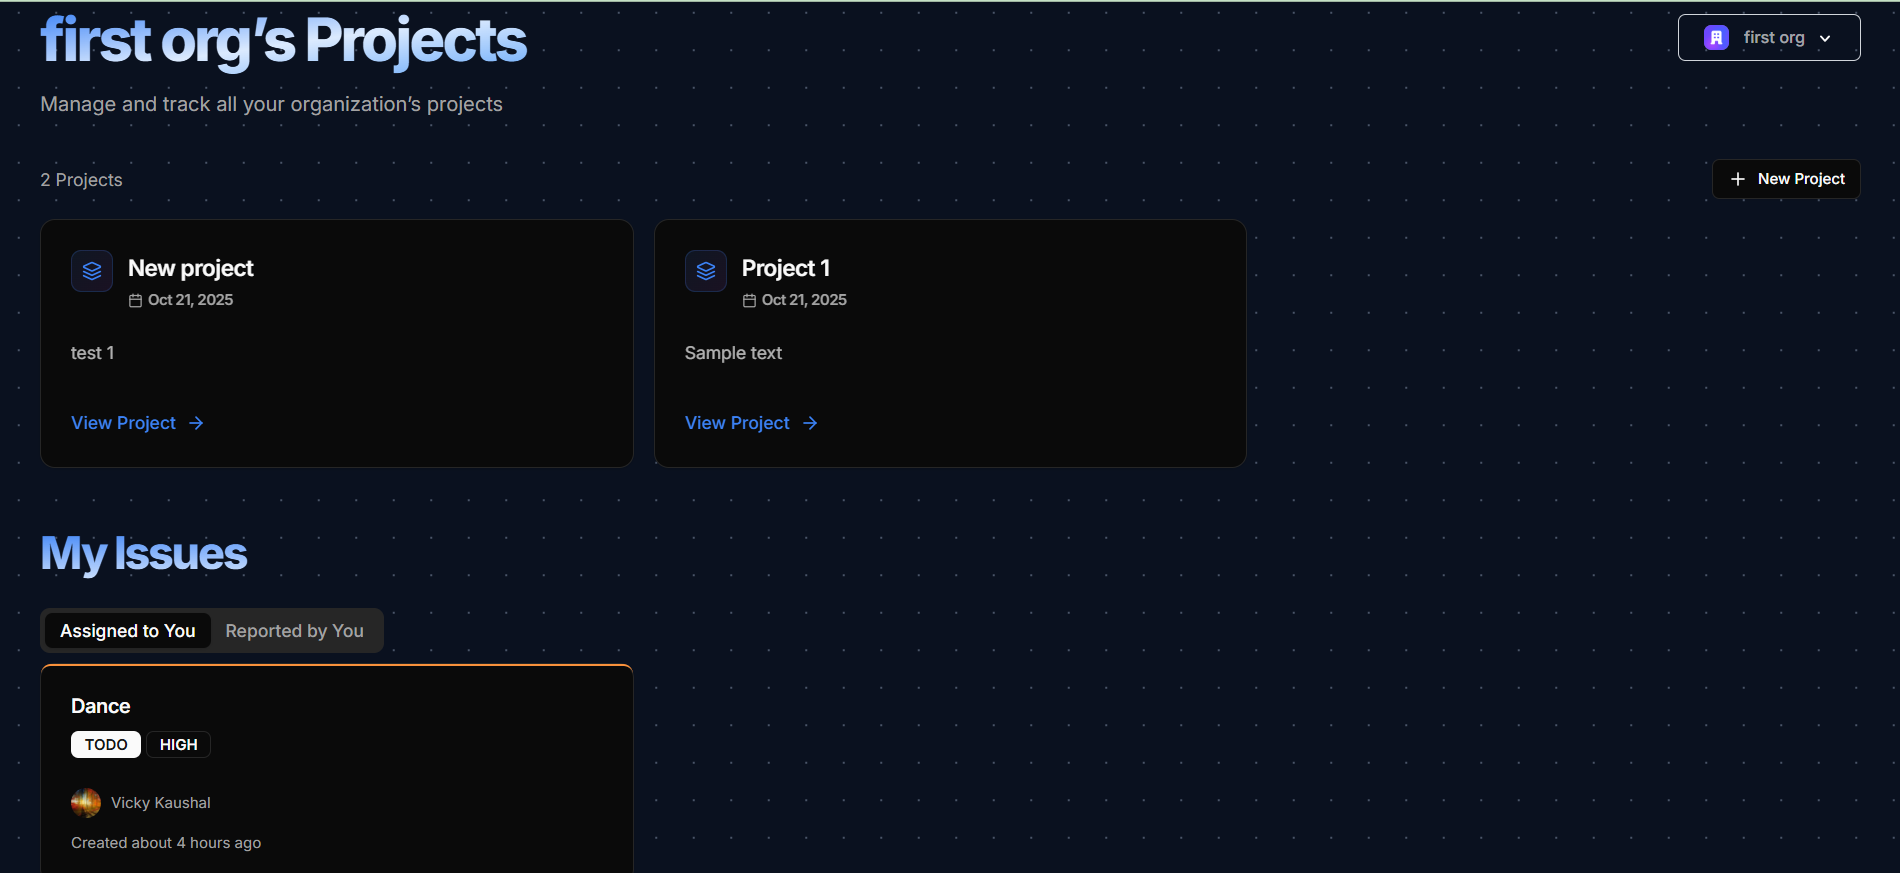 first org’s Projects
first org
Manage and track all your organization’s projects
2 Projects
New Project
New project
Oct 21, 2025
test 1
View Project
Project 1
Oct 21, 2025
Sample text
View Project
My Issues
Assigned to You
Reported by You
Dance
TODO
HIGH
Vicky Kaushal
Created about 4 hours ago